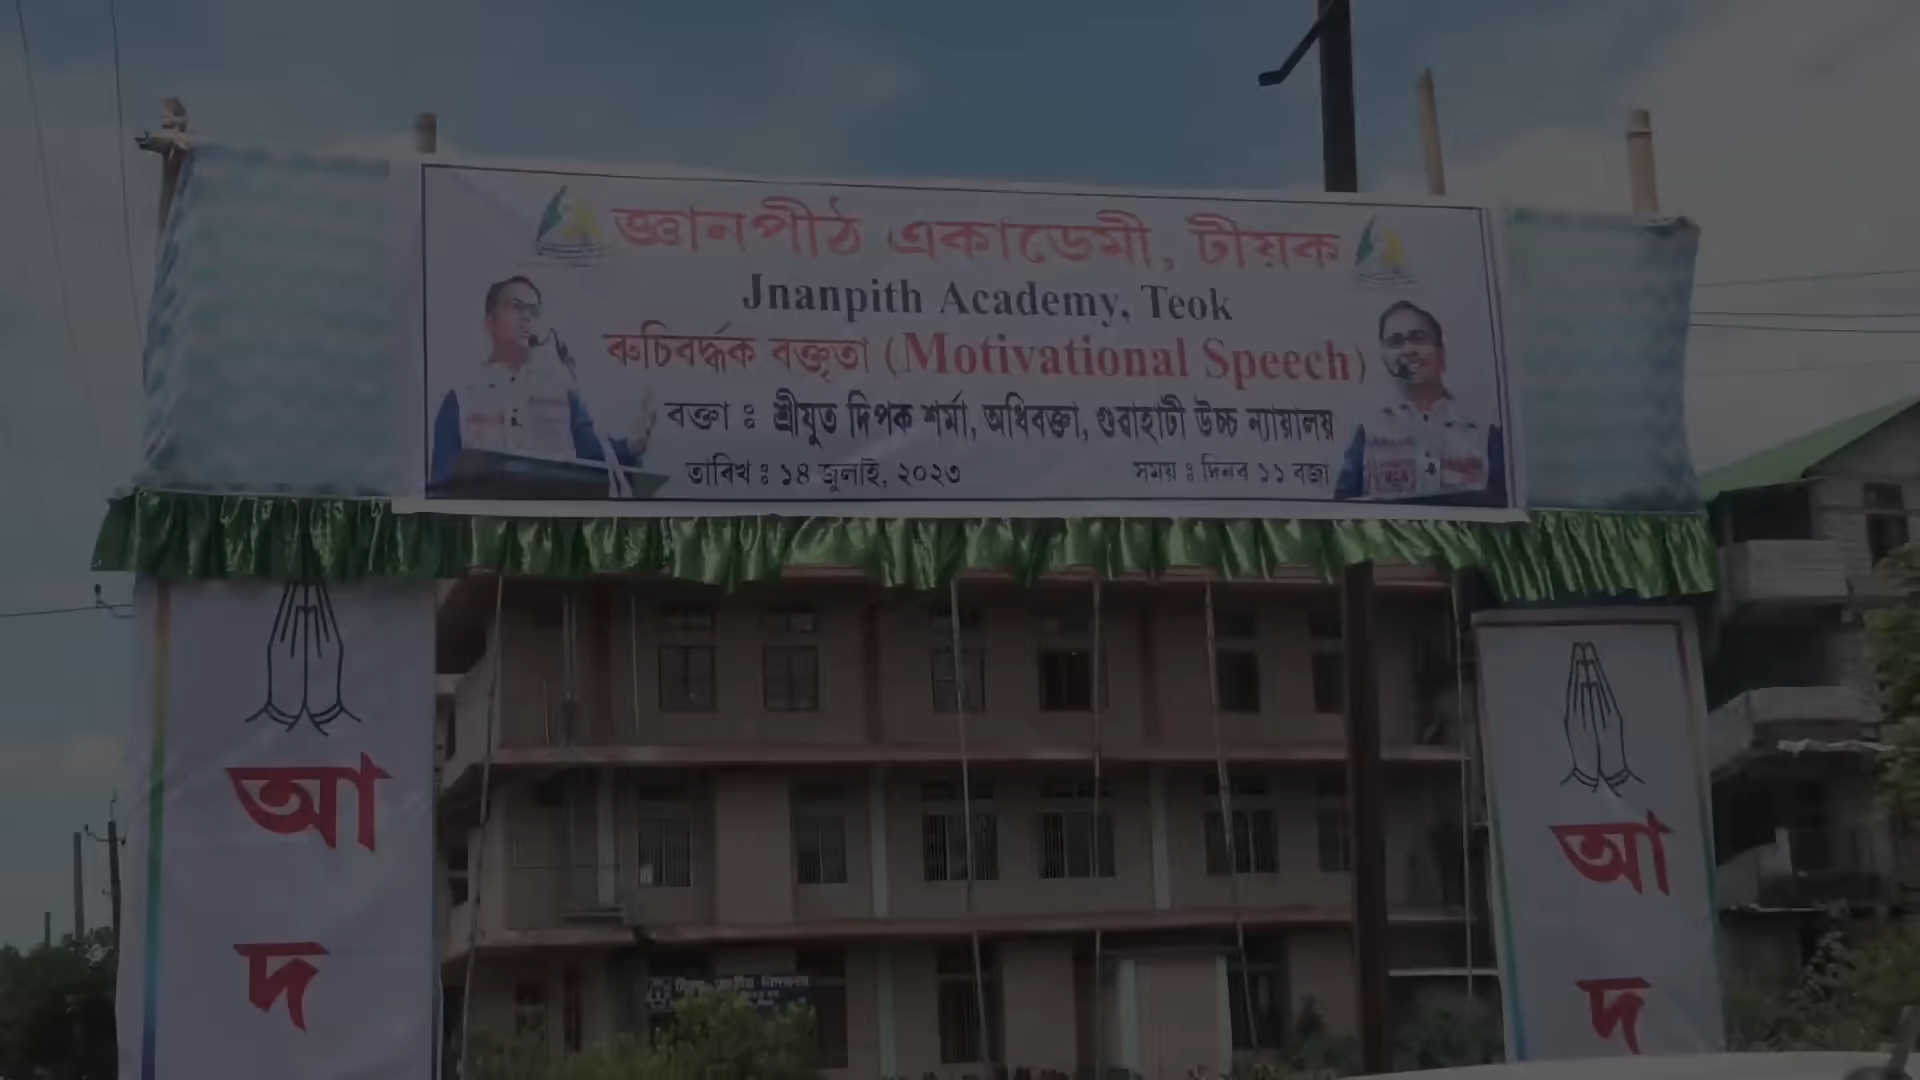 জ্ঞানপীঠ একাডেমী, টীয়ক
Jnanpith Academy, Teok
ৰুচিবৰ্দ্ধক বক্তৃতা (Motivational Speech)
বক্তা ঃ শ্ৰীযুত দিপক শৰ্মা, অধিবক্তা, গুৱাহাটী উচ্চ ন্যায়ালয়
তাৰিখ ঃ ১৪ জুলাই, ২০২৩
সময় ঃ দিনৰ ১১ বজা
আ
দ
আ
দ